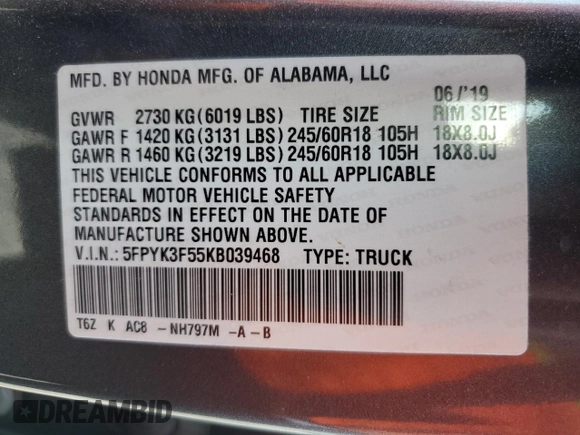 MFD. BY HONDA MFG. OF ALABAMA, LLC
06/'19
GVWR 2730 KG(6019 LBS) TIRE SIZE RIM SIZE
GAWR F 1420 KG(3131 LBS) 245/60R18 105H 18X8.0J
GAWR R 1460 KG(3219 LBS) 245/60R18 105H 18X8.0J
THIS VEHICLE CONFORMS TO ALL APPLICABLE
FEDERAL MOTOR VEHICLE SAFETY
STANDARDS IN EFFECT ON THE DATE OF
MANUFACTURE SHOWN ABOVE.
V.I.N.: 5FPYK3F55KB039468 TYPE: TRUCK
T6Z K AC8 -NH797M -A-B
DREAMBID